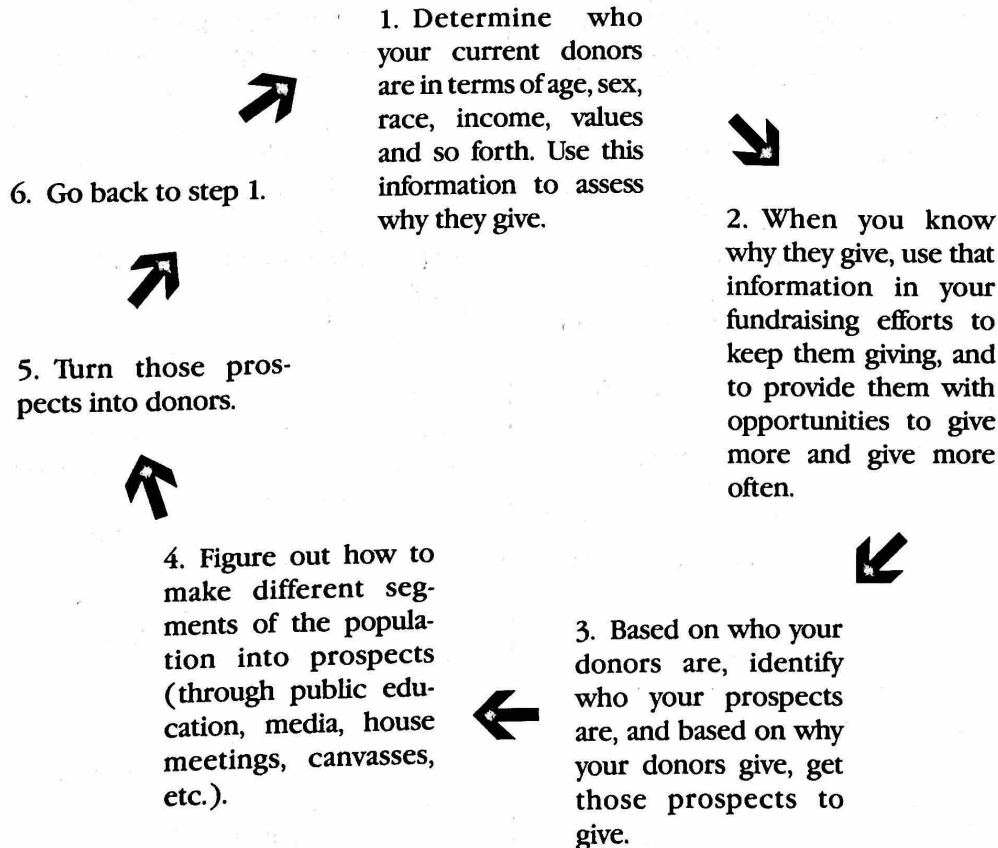 1. Determine who
your current donors
are in terms of age, sex,
race, income, values
and so forth. Use this
information to assess
why they give.
2. When you know
why they give, use that
information in your
fundraising efforts to
keep them giving, and
to provide them with
opportunities to give
more and give more
often.
3. Based on who your
donors are, identify
who your prospects
are, and based on why
your donors give, get
those prospects to
give.
4. Figure out how to
make different seg-
ments of the popula-
tion into prospects
(through public edu-
cation, media, house
meetings, canvasses,
etc.).
5. Turn those pros-
pects into donors.
6. Go back to step 1.